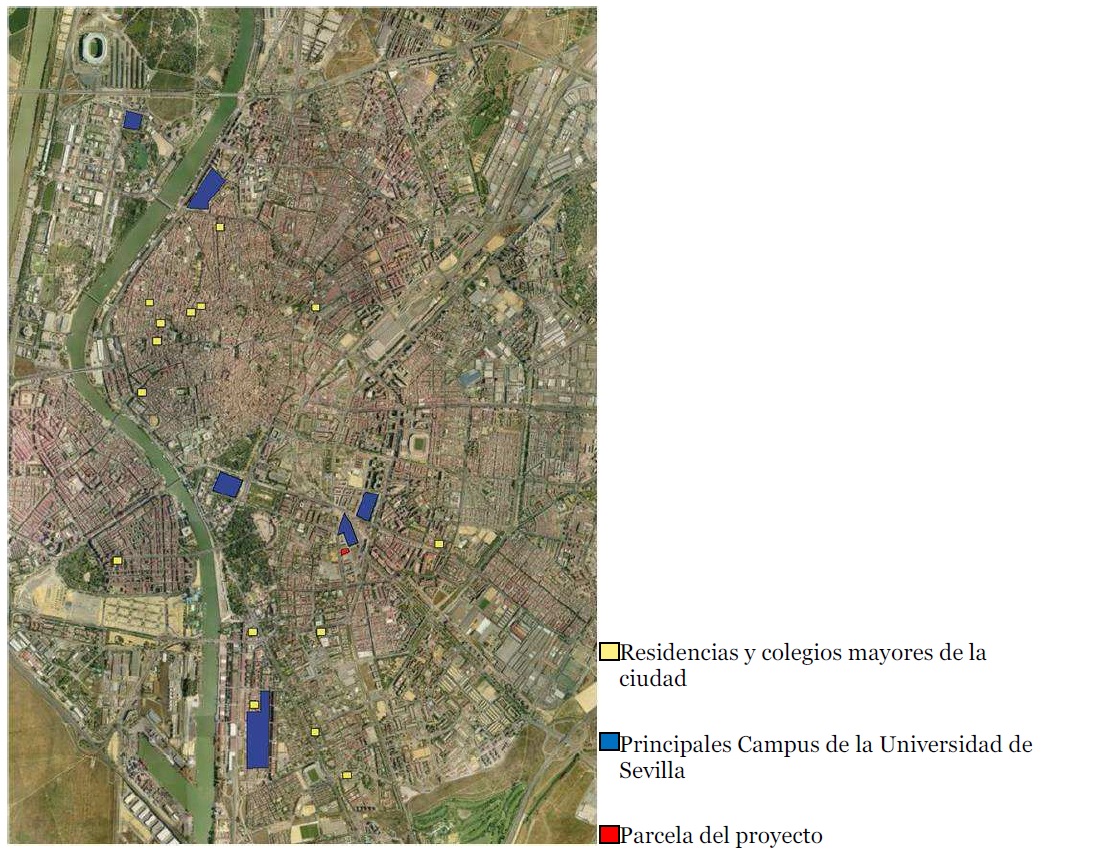 Residencias y colegios mayores de la
ciudad
Principales Campus de la Universidad de
Sevilla
Parcela del proyecto